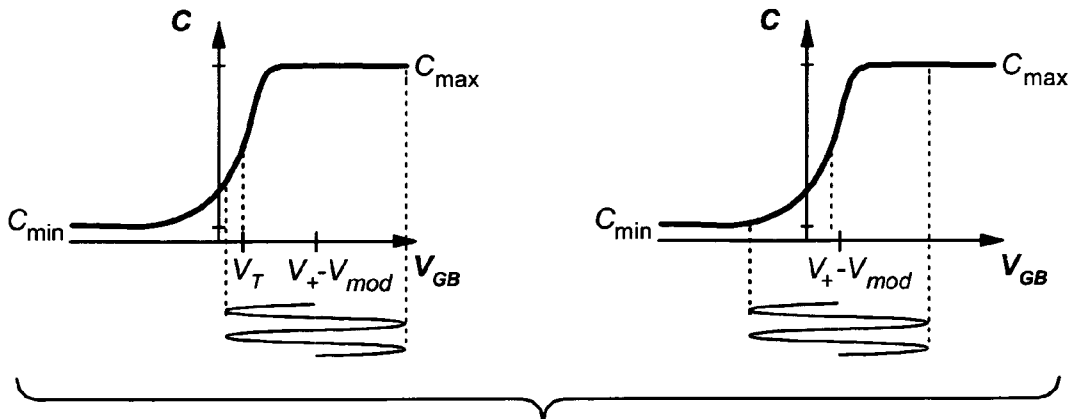 C
C
C_max
C_max
C_min
C_min
V_T
V_+-V_mod
V_GB
V_+-V_mod
V_GB